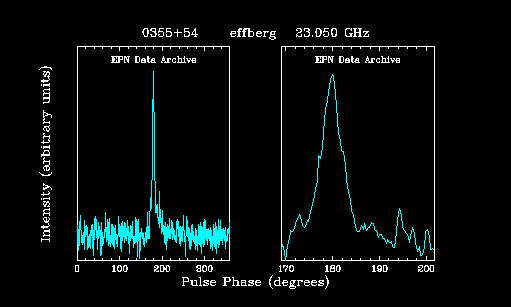 0355+54 effberg 23.050 GHz
EPN Data Archive EPN Data Archive
Intensity (arbitrary units)
0 100 200 300 170 180 190 200
Pulse Phase (degrees)